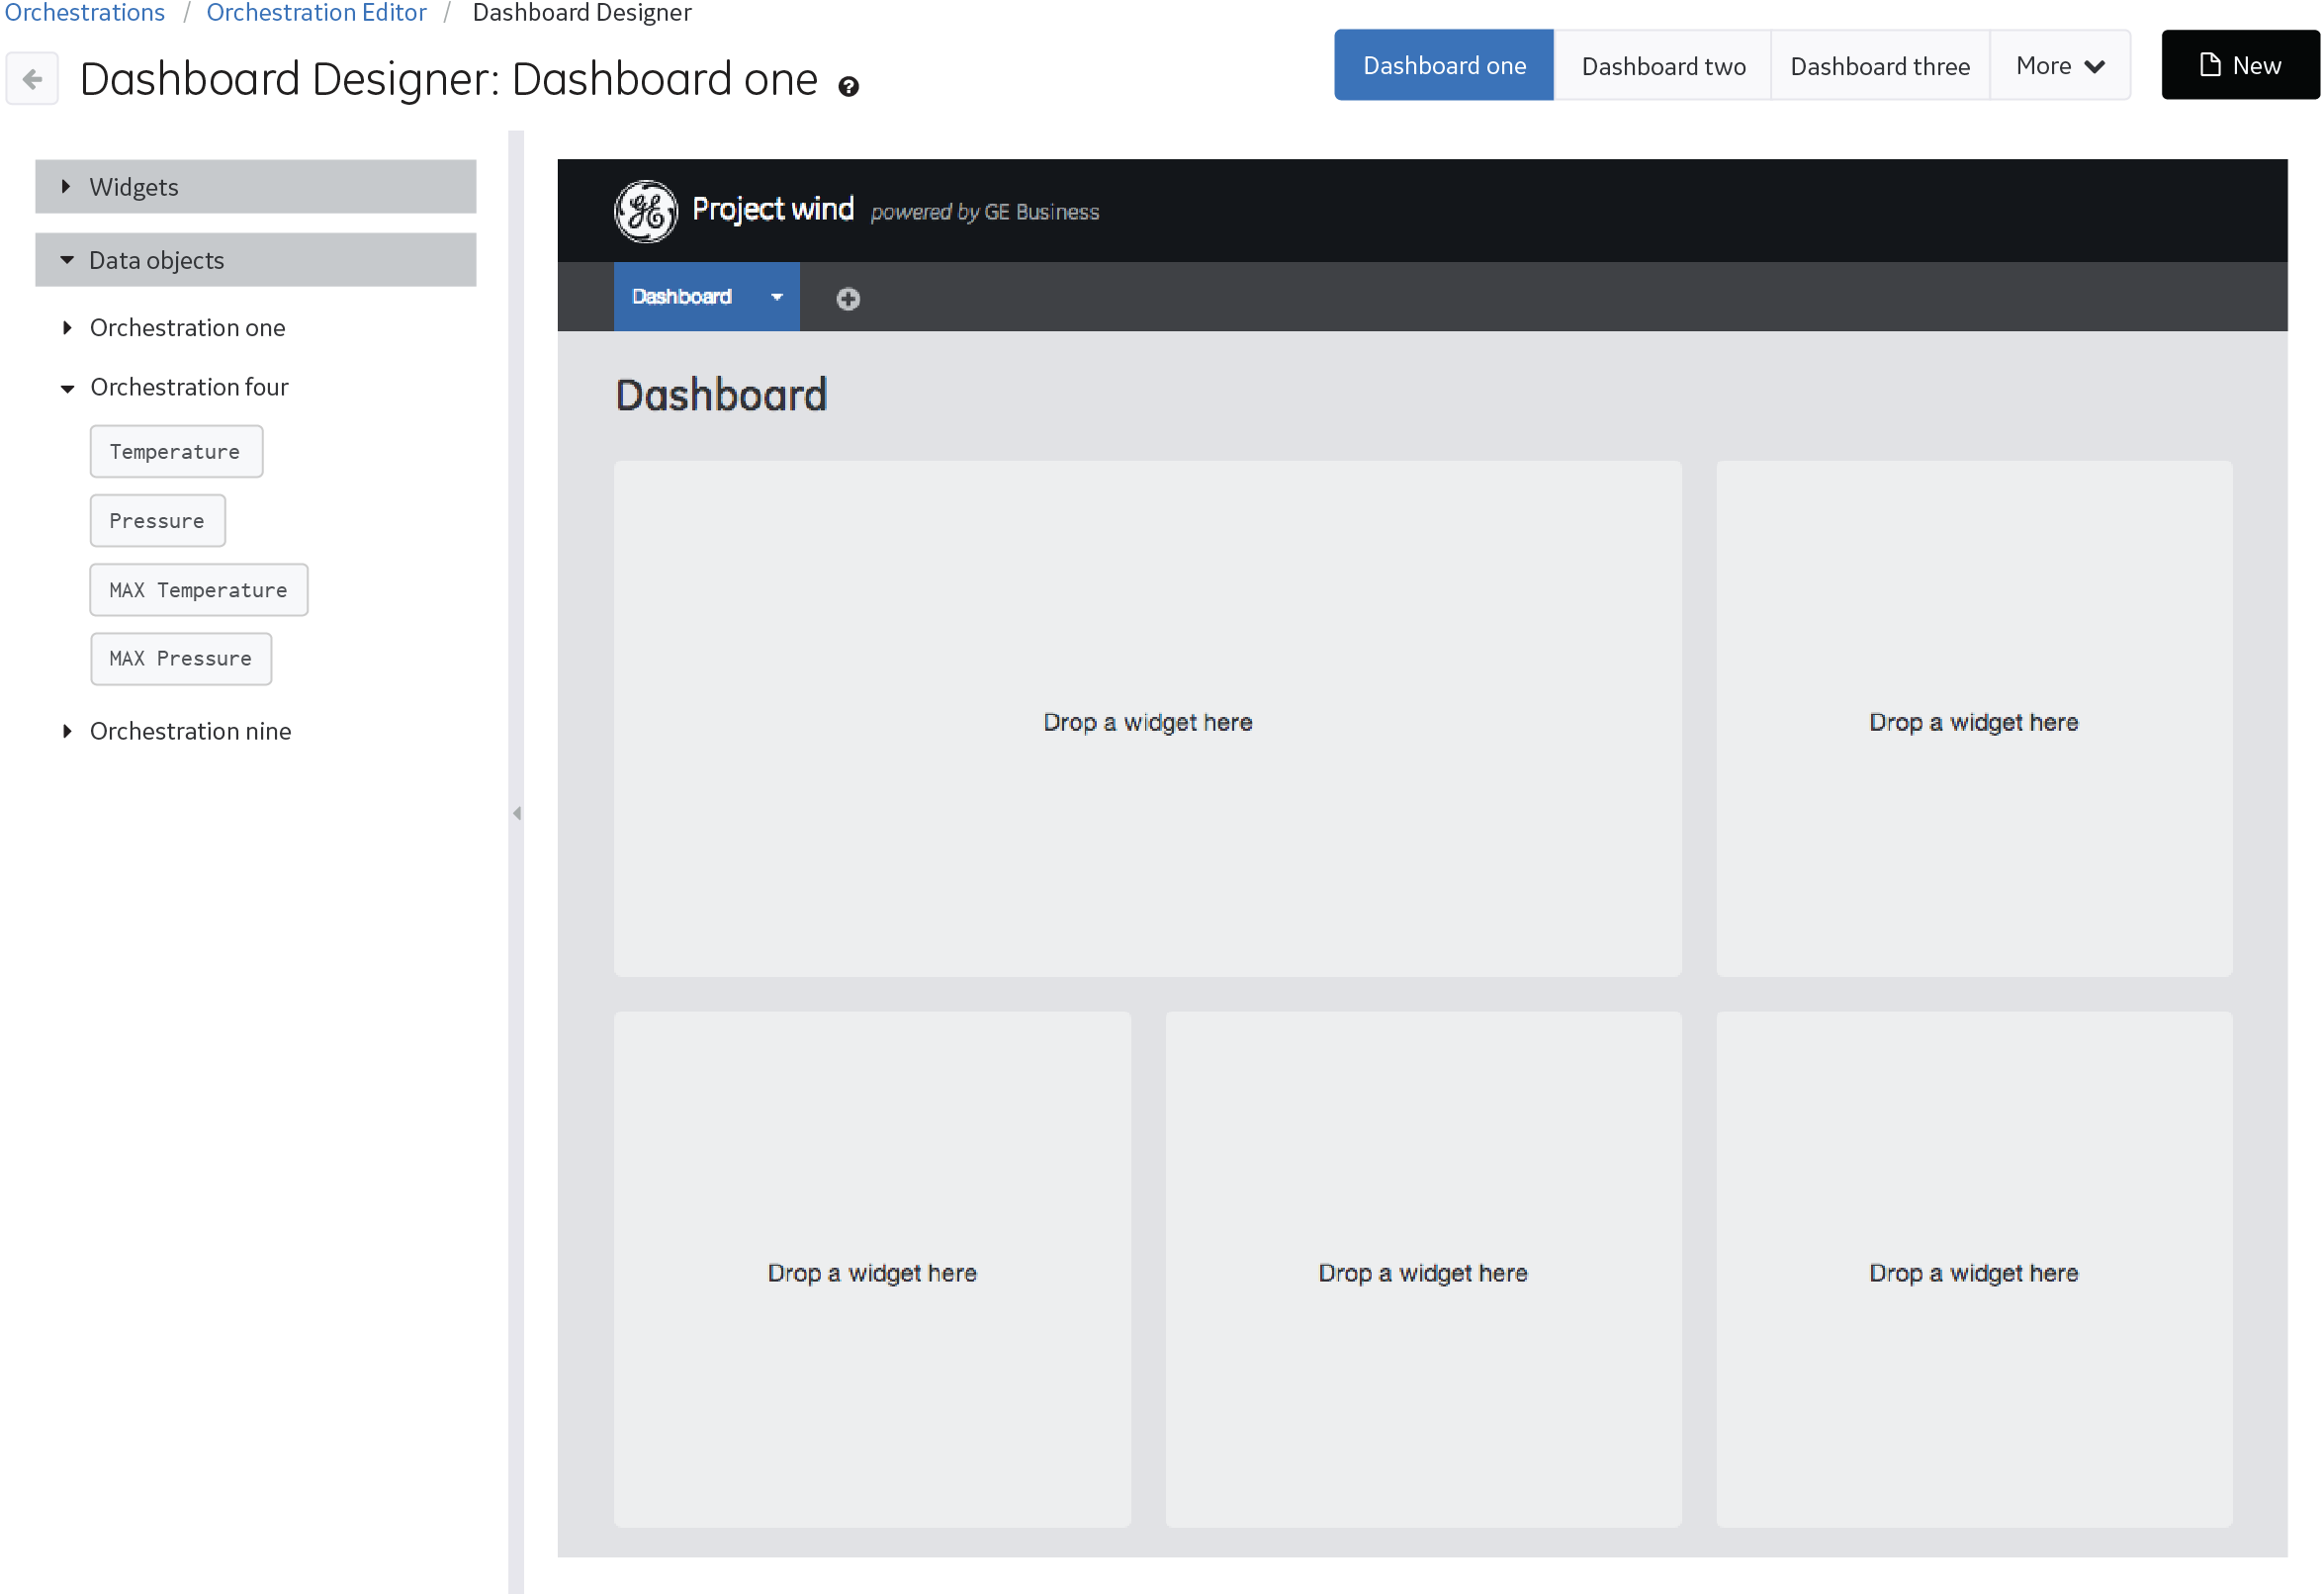 Orchestrations / Orchestration Editor / Dashboard Designer
Dashboard Designer: Dashboard one
Dashboard one
Dashboard two
Dashboard three
More
New
Widgets
Data objects
Orchestration one
Orchestration four
Temperature
Pressure
MAX Temperature
MAX Pressure
Orchestration nine
GE
Project wind powered by GE Business
Dashboard
Dashboard
Drop a widget here
Drop a widget here
Drop a widget here
Drop a widget here
Drop a widget here